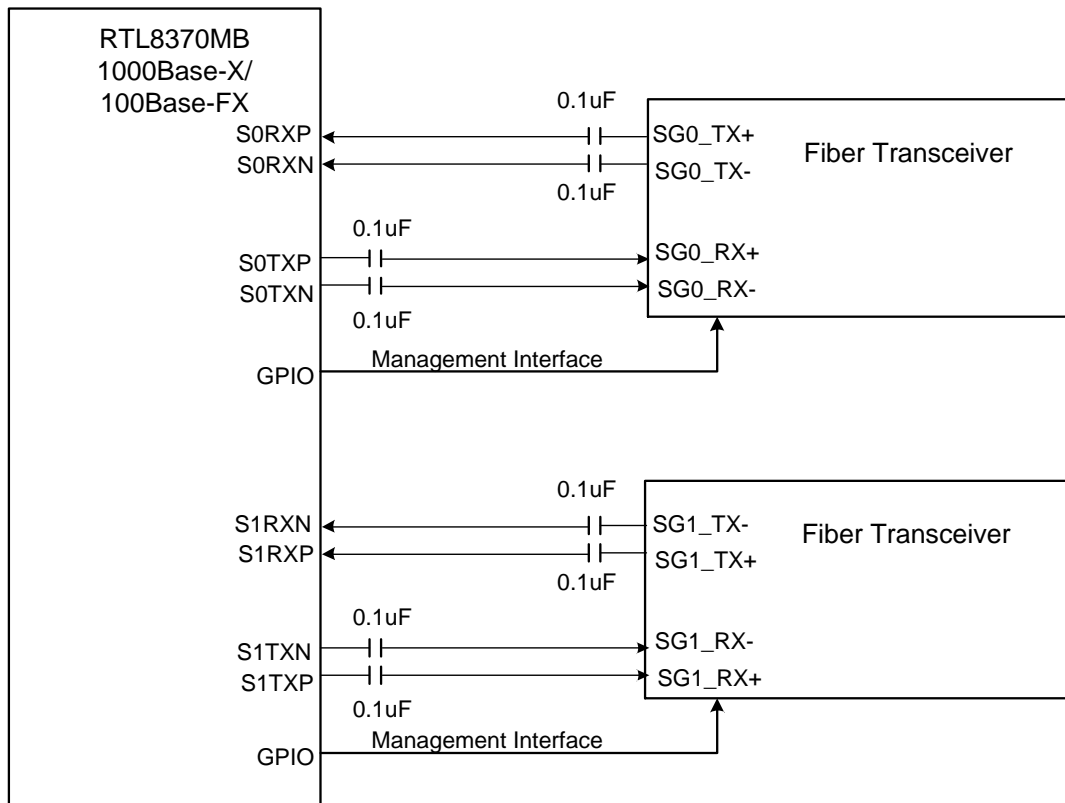 RTL8370MB
1000Base-X/
100Base-FX
0.1uF
S0RXP
SG0_TX+
Fiber Transceiver
S0RXN
SG0_TX-
0.1uF
0.1uF
S0TXP
SG0_RX+
S0TXN
SG0_RX-
0.1uF
Management Interface
GPIO
0.1uF
S1RXN
SG1_TX-
Fiber Transceiver
S1RXP
SG1_TX+
0.1uF
0.1uF
S1TXN
SG1_RX-
S1TXP
SG1_RX+
0.1uF
Management Interface
GPIO